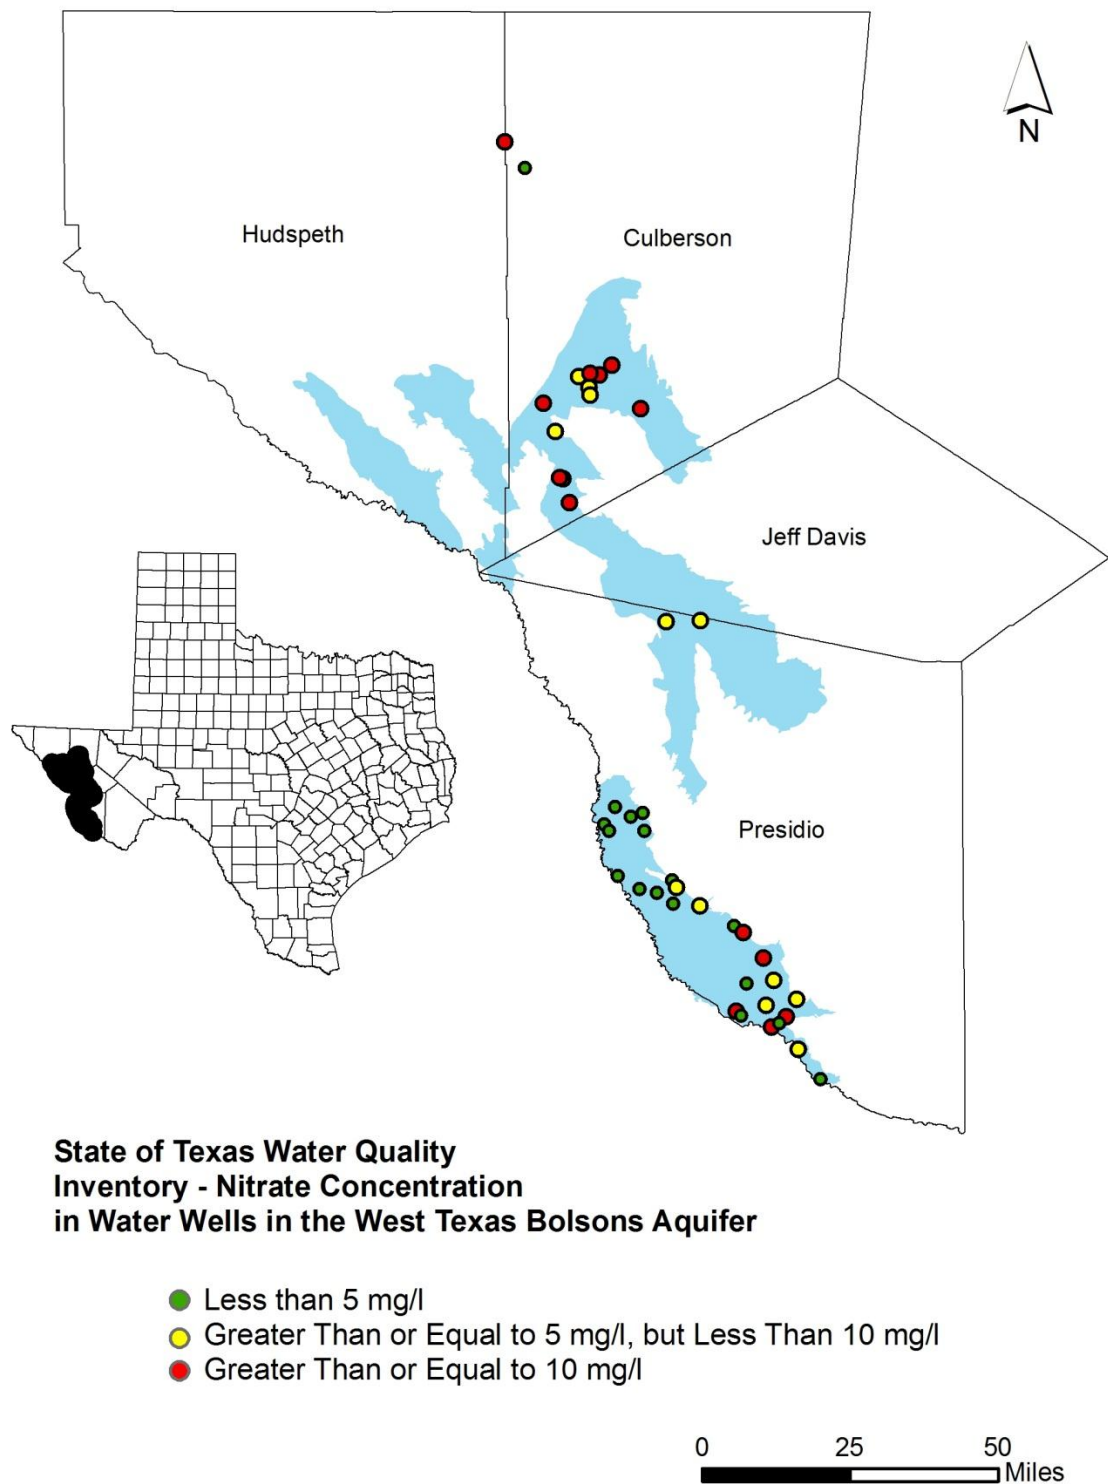 N
Hudspeth
Culberson
Jeff Davis
Presidio
State of Texas Water Quality
Inventory - Nitrate Concentration
in Water Wells in the West Texas Bolsons Aquifer
Less than 5 mg/l
Greater Than or Equal to 5 mg/l, but Less Than 10 mg/l
Greater Than or Equal to 10 mg/l
0 25 50
Miles